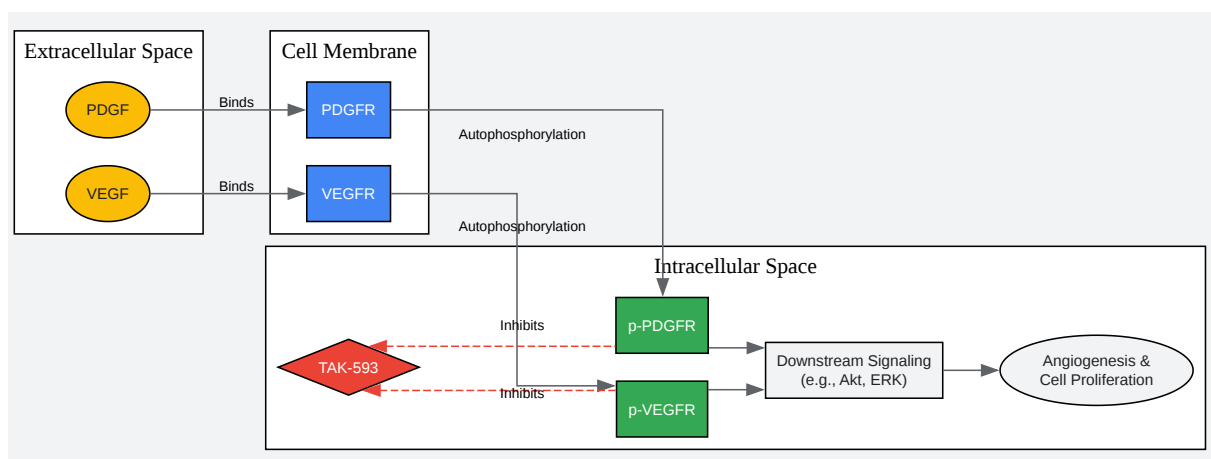 Extracellular Space
Cell Membrane
PDGF
Binds
PDGFR
Autophosphorylation
VEGF
Binds
VEGFR
Autophosphorylation
Intracellular Space
Inhibits
p-PDGFR
TAK-593
Downstream Signaling
(e.g., Akt, ERK)
Angiogenesis &
Cell Proliferation
Inhibits
p-VEGFR